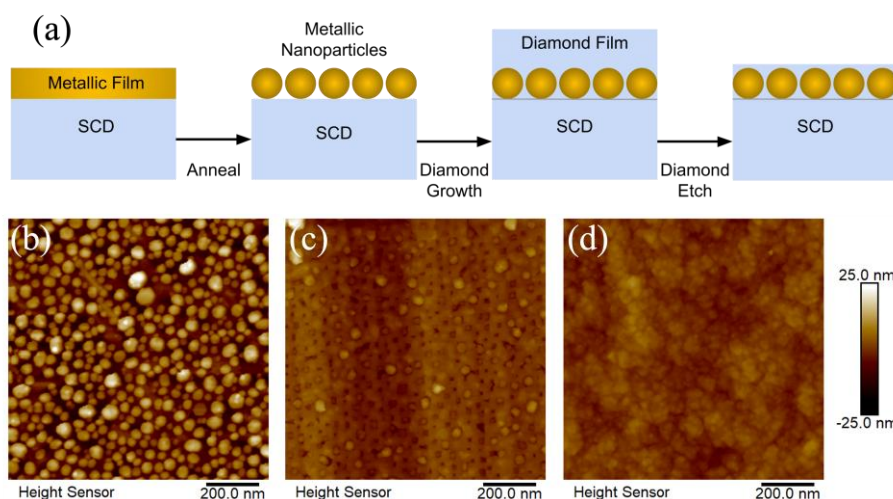 (a)
Metallic Film
SCD
Anneal
Metallic
Nanoparticles
SCD
Diamond
Growth
Diamond Film
SCD
Diamond
Etch
SCD
(b)
Height Sensor
200.0 nm
(c)
Height Sensor
200.0 nm
(d)
Height Sensor
200.0 nm
25.0 nm
-25.0 nm